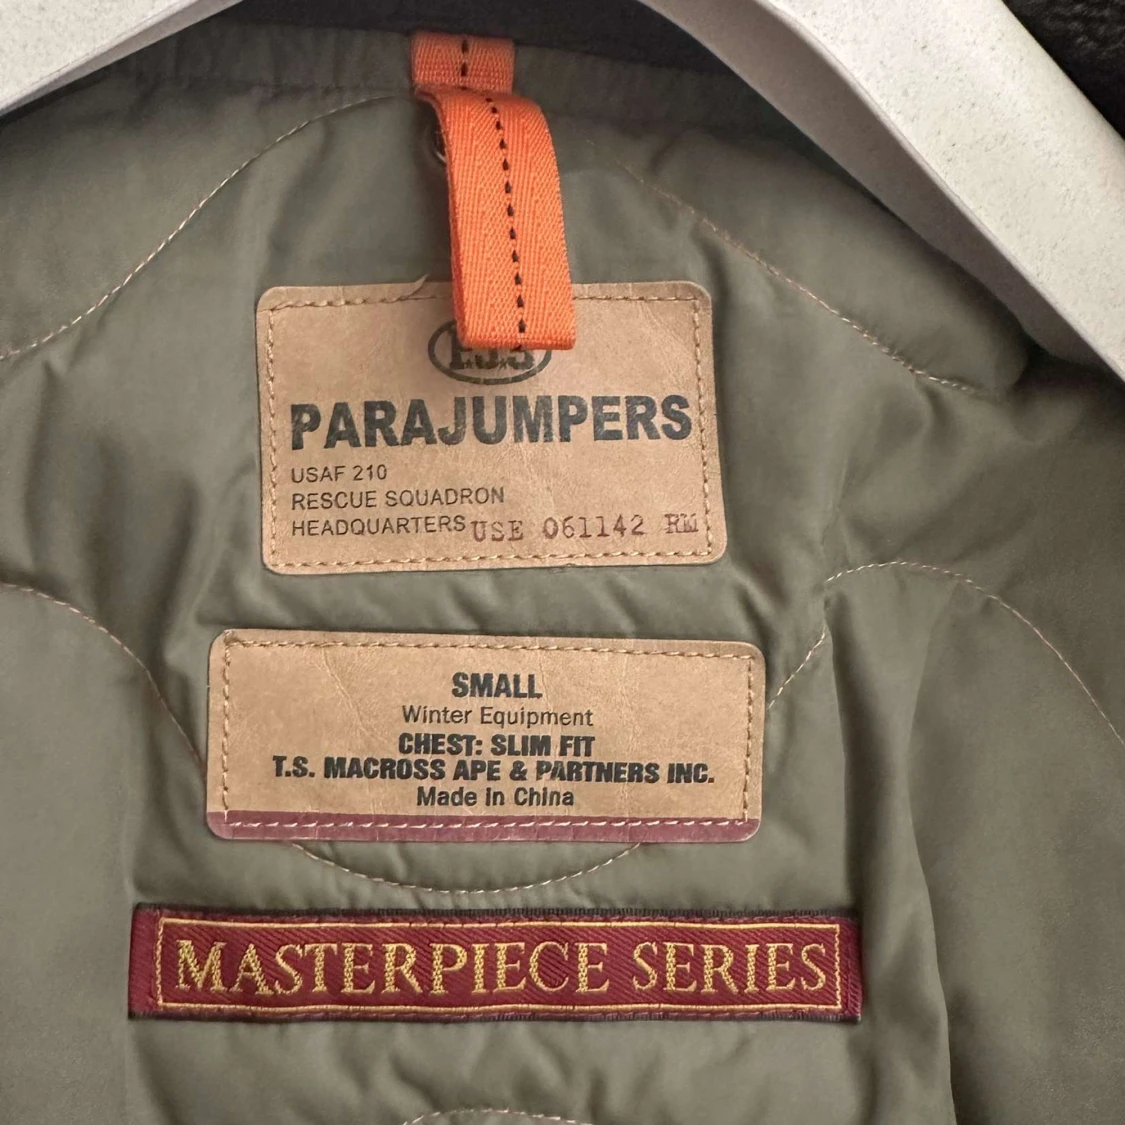 PARAJUMPERS
USAF 210
RESCUE SQUADRON
HEADQUARTERS USE 061142 RM
SMALL
Winter Equipment
CHEST: SLIM FIT
T.S. MACROSS APE & PARTNERS INC.
Made in China
MASTERPIECE SERIES